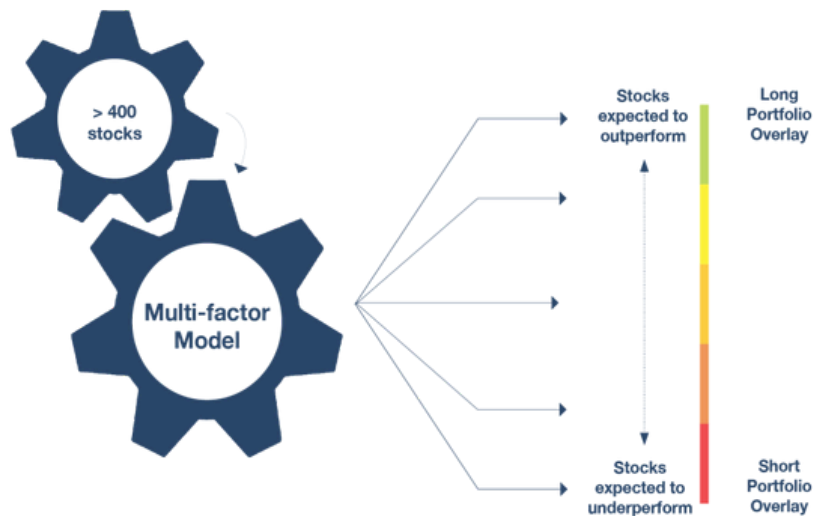 > 400
stocks
Multi-factor
Model
Stocks
expected to
outperform
Long
Portfolio
Overlay
Stocks
expected to
underperform
Short
Portfolio
Overlay